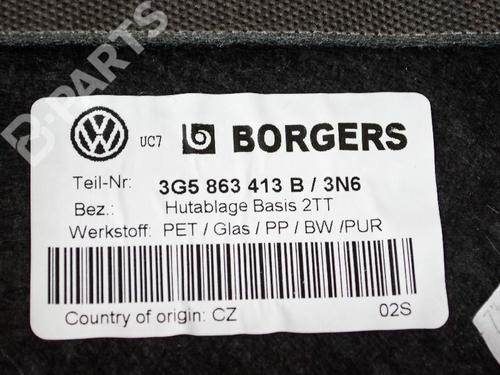 B-PARTS
UC7 BORGERS
Teil-Nr: 3G5 863 413 B / 3N6
Bez.: Hutablage Basis 2TT
Werkstoff: PET / Glas / PP / BW /PUR
Country of origin: CZ 02S